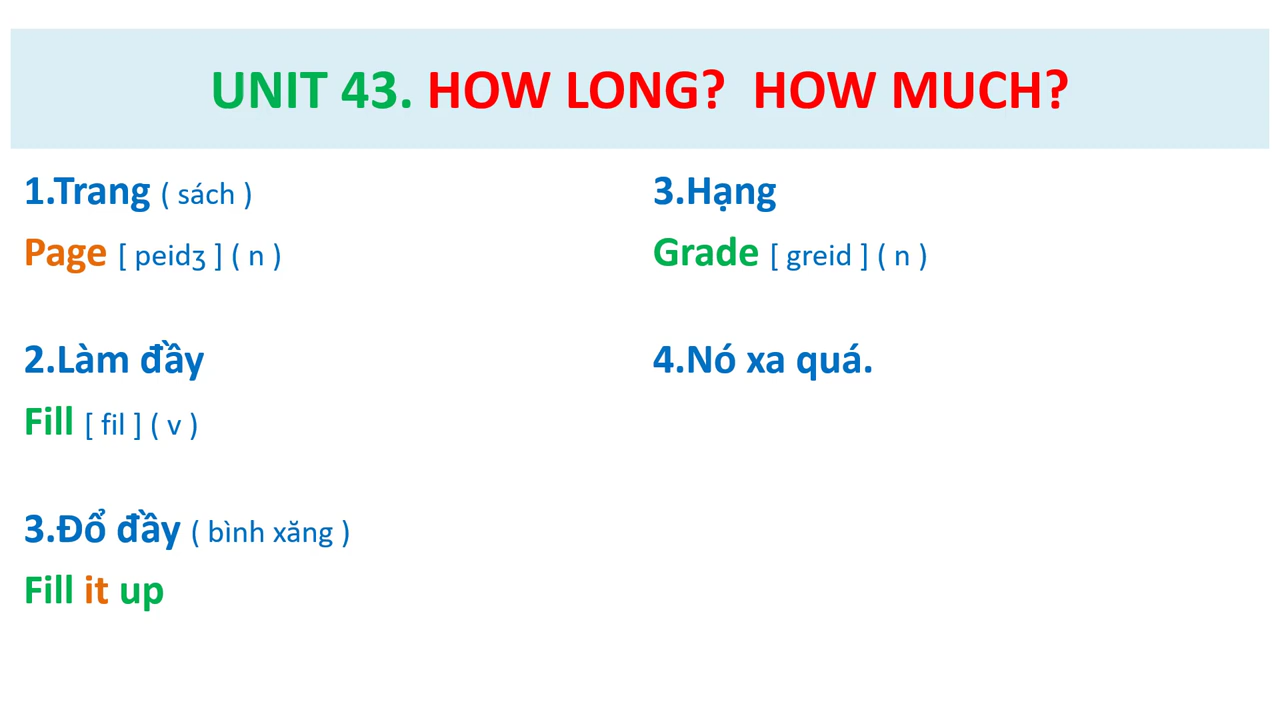 UNIT 43. HOW LONG? HOW MUCH?
1.Trang ( sách )
Page [ peidʒ ] ( n )
2.Làm đầy
Fill [ fil ] ( v )
3.Đổ đầy ( bình xăng )
Fill it up
3.Hạng
Grade [ greid ] ( n )
4.Nó xa quá.